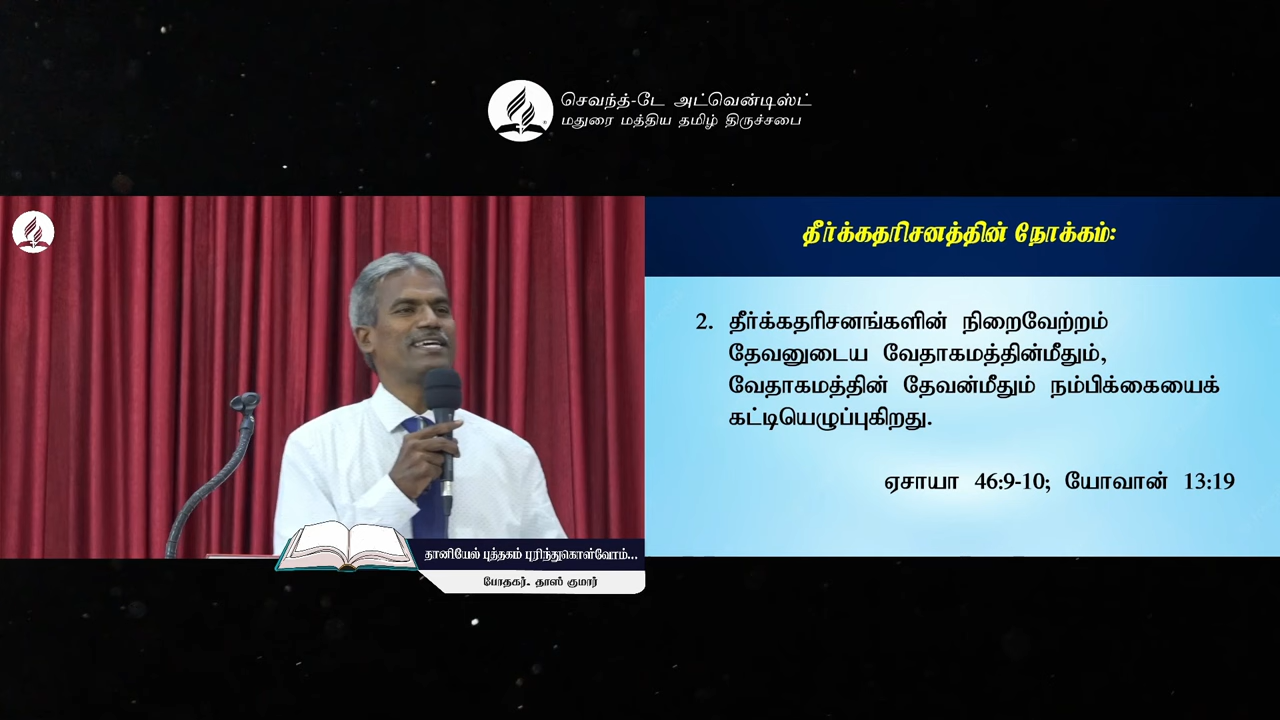 செவந்த்-டே அட்வென்டிஸ்ட்
மதுரை மத்திய தமிழ் திருச்சபை
தீர்க்கதரிசனத்தின் நோக்கம்:
2. தீர்க்கதரிசனங்களின் நிறைவேற்றம்
தேவனுடைய வேதாகமத்தின்மீதும்,
வேதாகமத்தின் தேவன்மீதும் நம்பிக்கையைக்
கட்டியெழுப்புகிறது.
ஏசாயா 46:9-10; யோவான் 13:19
தானியேல் புத்தகம் புரிந்துகொள்வோம்...
போதகர். தாஸ் குமார்